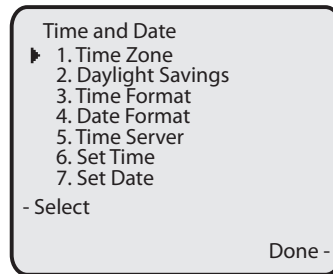 Time and Date
1. Time Zone
2. Daylight Savings
3. Time Format
4. Date Format
5. Time Server
6. Set Time
7. Set Date
- Select
Done -